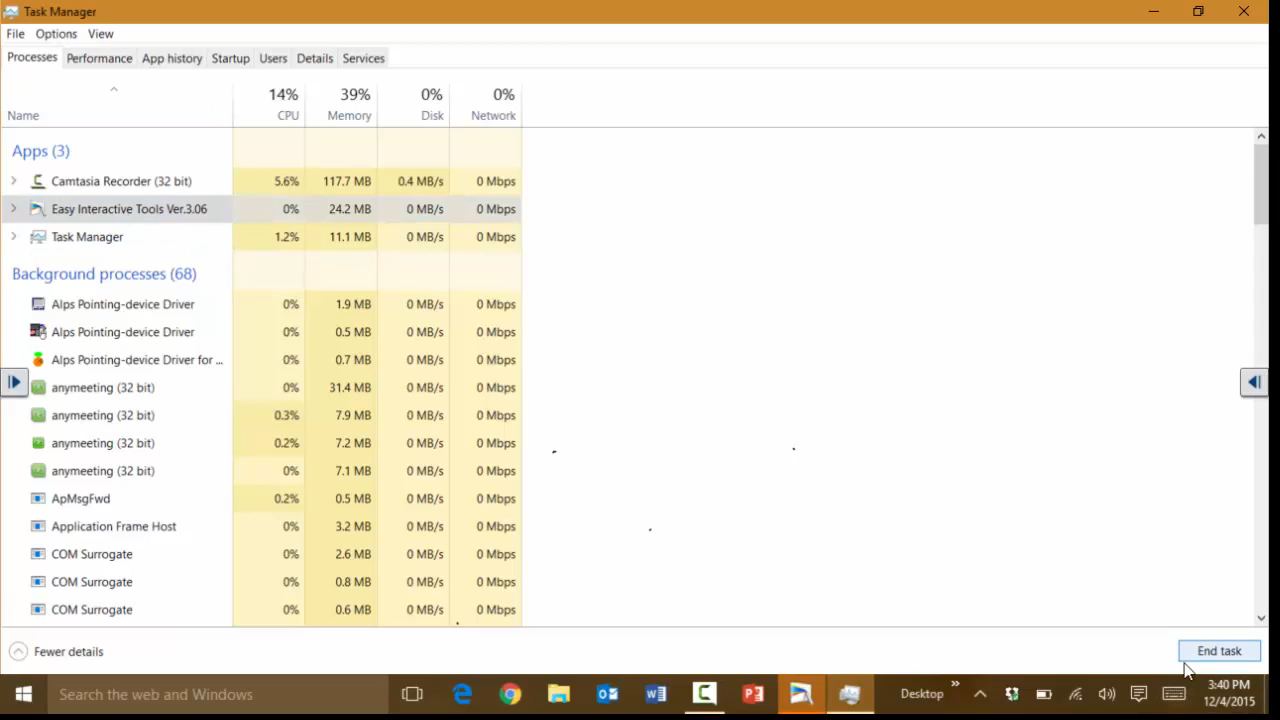 Task Manager
File Options View
Processes Performance App history Startup Users Details Services
14% 39% 0% 0%
Name CPU Memory Disk Network
Apps (3)
Camtasia Recorder (32 bit) 5.6% 117.7 MB 0.4 MB/s 0 Mbps
Easy Interactive Tools Ver.3.06 0% 24.2 MB 0 MB/s 0 Mbps
Task Manager 1.2% 11.1 MB 0 MB/s 0 Mbps
Background processes (68)
Alps Pointing-device Driver 0% 1.9 MB 0 MB/s 0 Mbps
Alps Pointing-device Driver 0% 0.5 MB 0 MB/s 0 Mbps
Alps Pointing-device Driver for ... 0% 0.7 MB 0 MB/s 0 Mbps
anymeeting (32 bit) 0% 31.4 MB 0 MB/s 0 Mbps
anymeeting (32 bit) 0.3% 7.9 MB 0 MB/s 0 Mbps
anymeeting (32 bit) 0.2% 7.2 MB 0 MB/s 0 Mbps
anymeeting (32 bit) 0% 7.1 MB 0 MB/s 0 Mbps
ApMsgFwd 0.2% 0.5 MB 0 MB/s 0 Mbps
Application Frame Host 0% 3.2 MB 0 MB/s 0 Mbps
COM Surrogate 0% 2.6 MB 0 MB/s 0 Mbps
COM Surrogate 0% 0.8 MB 0 MB/s 0 Mbps
COM Surrogate 0% 0.6 MB 0 MB/s 0 Mbps
Fewer details End task
Search the web and Windows Desktop 3:40 PM
12/4/2015